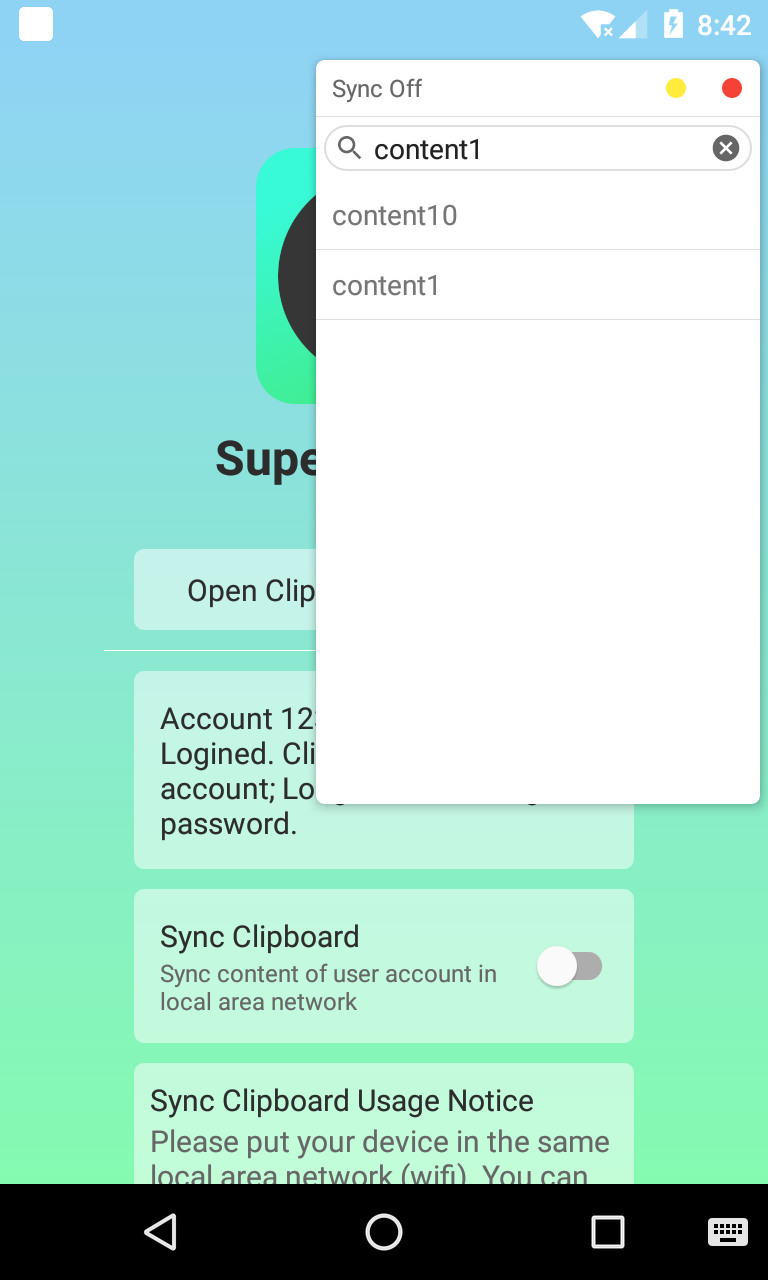 8:42
Sync Off
content1
content10
content1
Supe
Open Clip
Account 12
Logined. Cli
account; Lo
password.
Sync Clipboard
Sync content of user account in
local area network
Sync Clipboard Usage Notice
Please put your device in the same
local area network (wifi). You can